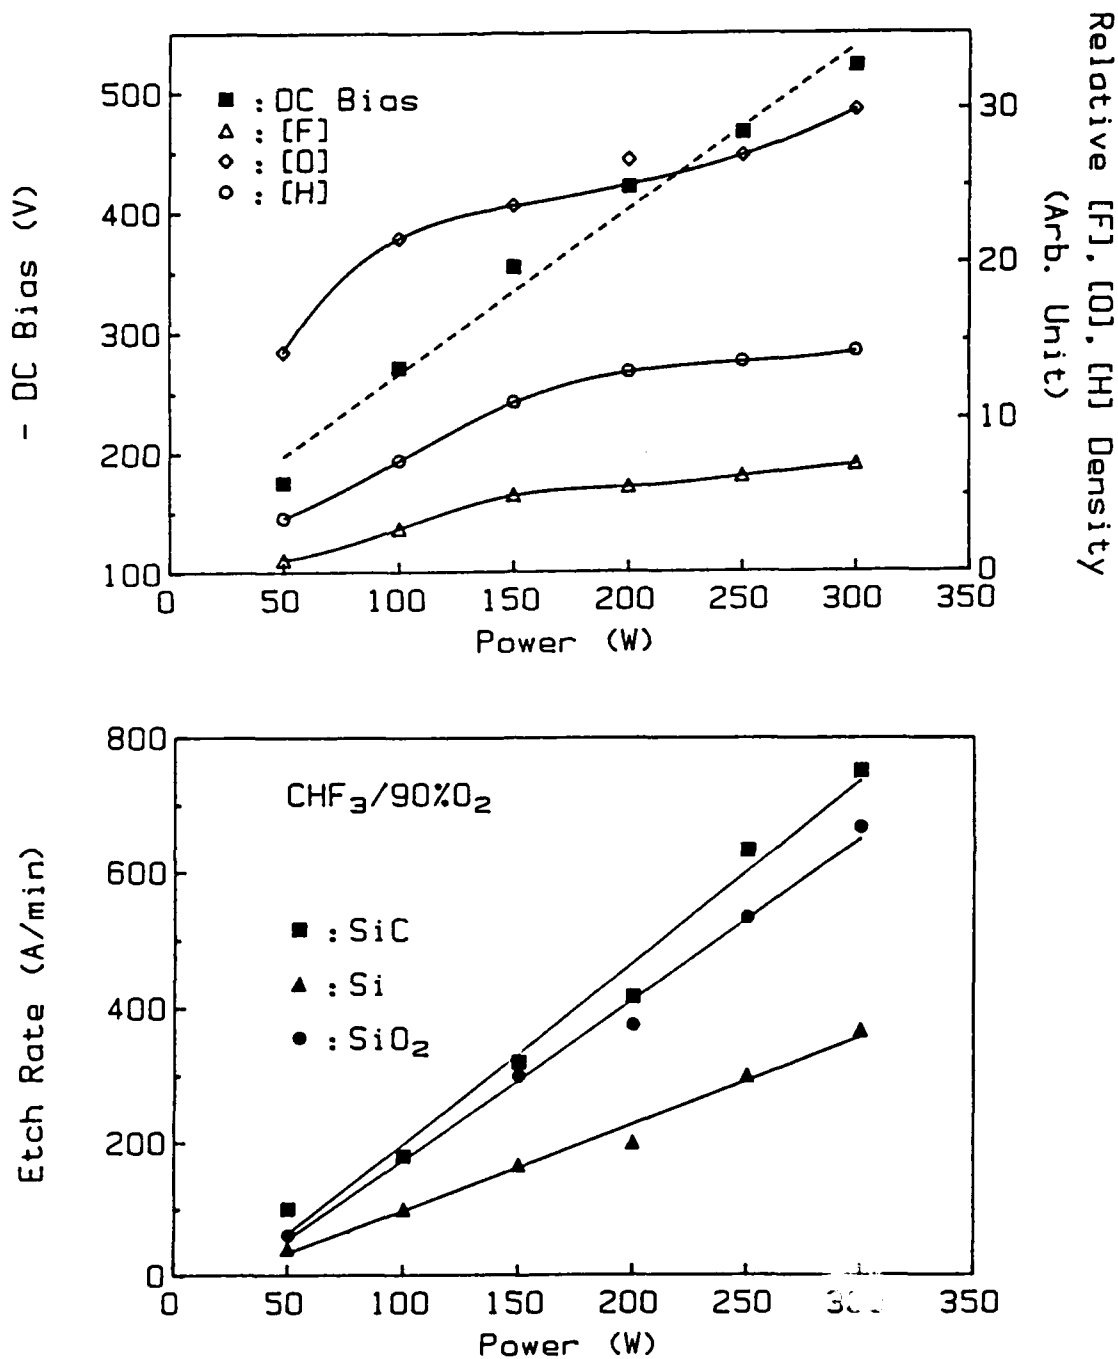 500
400
300
200
100
- DC Bias (V)
■ : DC Bias
△ : [F]
◇ : [O]
○ : [H]
30
20
10
0
Relative [F], [O], [H] Density
(Arb. Unit)
0 50 100 150 200 250 300 350
Power (W)
800
600
400
200
0
Etch Rate (A/min)
CHF₃/90%O₂
■ : SiC
▲ : Si
● : SiO₂
0 50 100 150 200 250 300 350
Power (W)